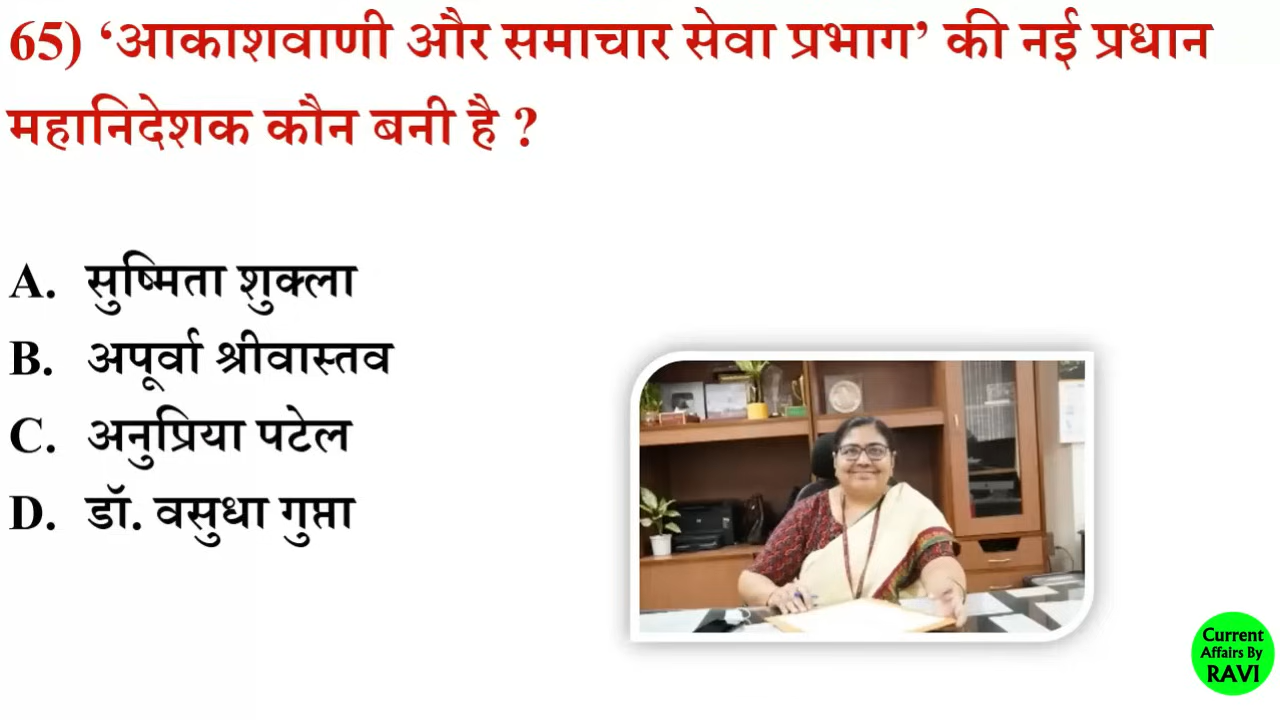 65) ‘आकाशवाणी और समाचार सेवा प्रभाग’ की नई प्रधान
महानिदेशक कौन बनी है ?
A. सुष्मिता शुक्ला
B. अपूर्वा श्रीवास्तव
C. अनुप्रिया पटेल
D. डॉ. वसुधा गुप्ता
Current
Affairs By
RAVI